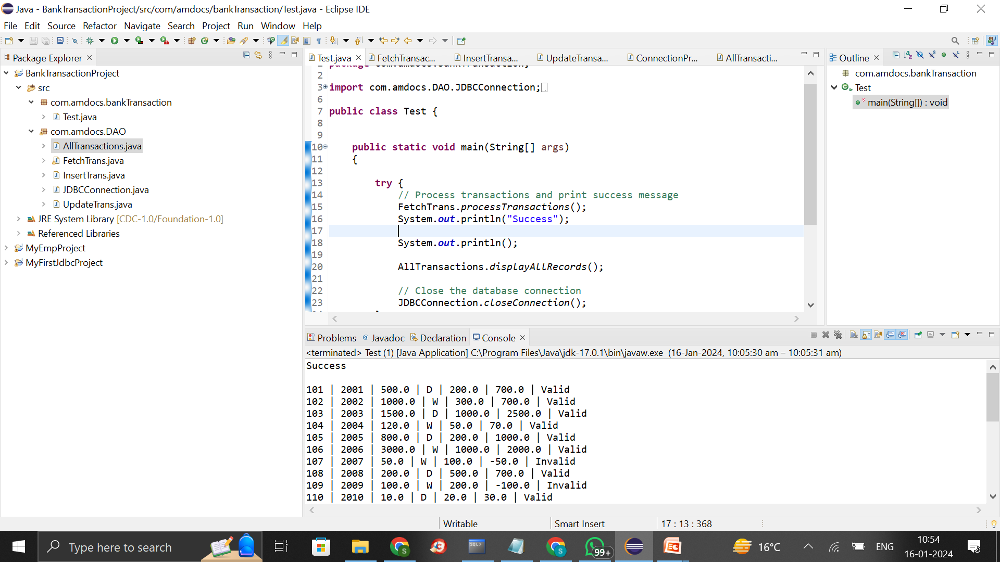 Java - BankTransactionProject/src/com/amdocs/bankTransaction/Test.java - Eclipse IDE
File Edit Source Refactor Navigate Search Project Run Window Help
Package Explorer
BankTransactionProject
src
com.amdocs.bankTransaction
Test.java
com.amdocs.DAO
AllTransactions.java
FetchTrans.java
InsertTrans.java
JDBCConnection.java
UpdateTrans.java
JRE System Library [CDC-1.0/Foundation-1.0]
Referenced Libraries
MyEmpProject
MyFirstJdbcProject
Test.java FetchTransac... InsertTransa... UpdateTransa... ConnectionPr... AllTransacti...
package com.amdocs.bankTransaction;
2
3 import com.amdocs.DAO.JDBCConnection;
6
7 public class Test {
8
9
10 public static void main(String[] args)
11 {
12
13 try {
14 // Process transactions and print success message
15 FetchTrans.processTransactions();
16 System.out.println("Success");
17
18 System.out.println();
19
20 AllTransactions.displayAllRecords();
21
22 // Close the database connection
23 JDBCConnection.closeConnection();
Outline
com.amdocs.bankTransaction
Test
main(String[]) : void
Problems Javadoc Declaration Console
<terminated> Test (1) [Java Application] C:\Program Files\Java\jdk-17.0.1\bin\javaw.exe (16-Jan-2024, 10:05:30 am – 10:05:31 am)
Success
101 | 2001 | 500.0 | D | 200.0 | 700.0 | Valid
102 | 2002 | 1000.0 | W | 300.0 | 700.0 | Valid
103 | 2003 | 1500.0 | D | 1000.0 | 2500.0 | Valid
104 | 2004 | 120.0 | W | 50.0 | 70.0 | Valid
105 | 2005 | 800.0 | D | 200.0 | 1000.0 | Valid
106 | 2006 | 3000.0 | W | 1000.0 | 2000.0 | Valid
107 | 2007 | 50.0 | W | 100.0 | -50.0 | Invalid
108 | 2008 | 200.0 | D | 500.0 | 700.0 | Valid
109 | 2009 | 100.0 | W | 200.0 | -100.0 | Invalid
110 | 2010 | 10.0 | D | 20.0 | 30.0 | Valid
Writable Smart Insert 17 : 13 : 368
Type here to search
SQL>
S
S
99+
16°C
ENG
10:54
16-01-2024